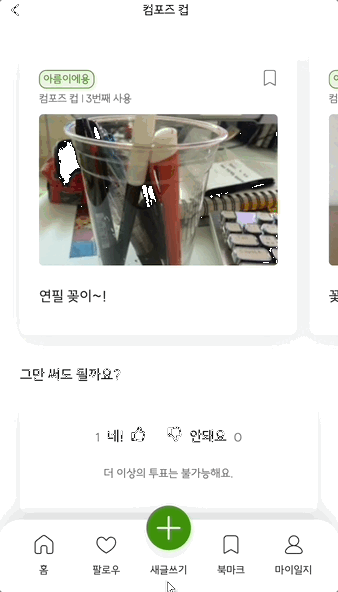 컴포즈 컵
아름이에용
컴포즈 컵 | 3번째 사용
연필 꽂이~!
꽃
그만 써도 될까요?
1 네! 안돼요 0
더 이상의 투표는 불가능해요.
홈 팔로우 새글쓰기 북마크 마이일지